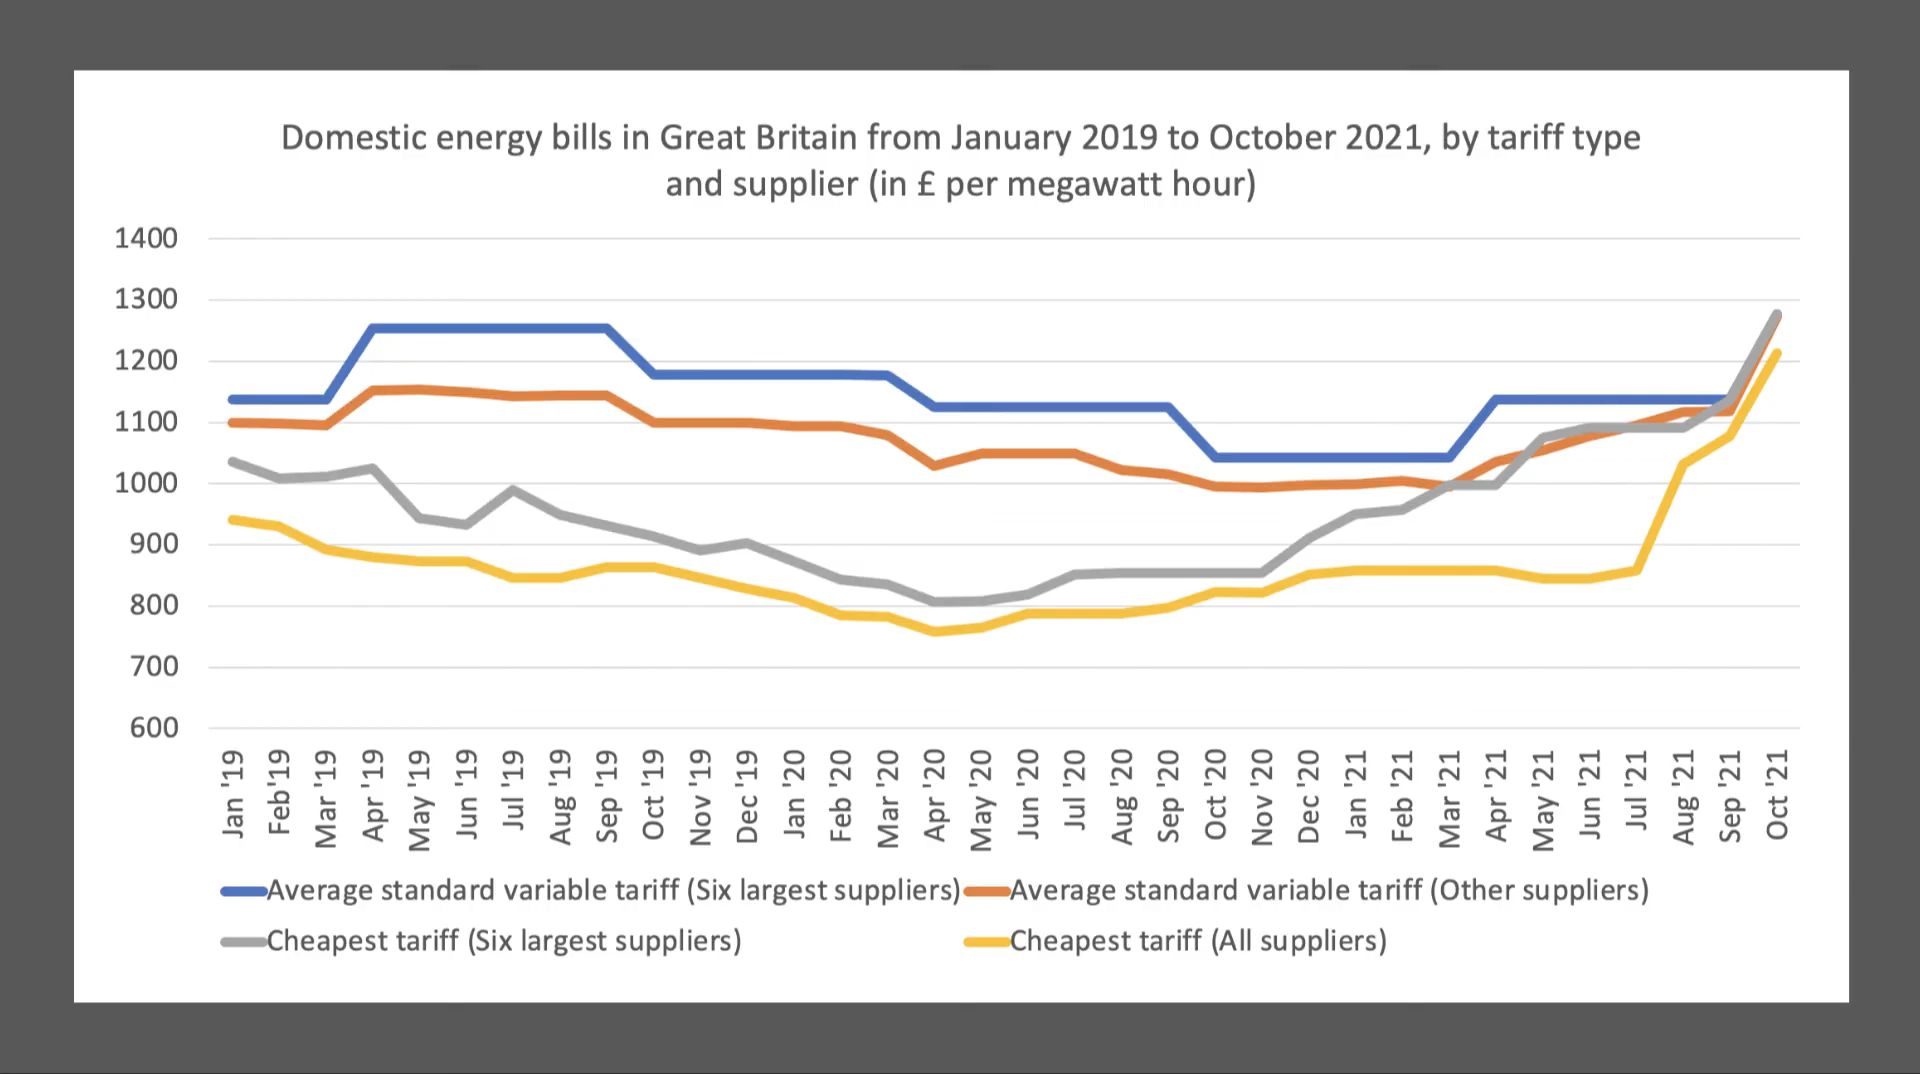 Domestic energy bills in Great Britain from January 2019 to October 2021, by tariff type
and supplier (in £ per megawatt hour)
1400
1300
1200
1100
1000
900
800
700
600
Jan '19
Feb'19
Mar '19
Apr '19
May '19
Jun '19
Jul '19
Aug '19
Sep '19
Oct '19
Nov '19
Dec '19
Jan '20
Feb '20
Mar '20
Apr '20
May '20
Jun '20
Jul '20
Aug '20
Sep '20
Oct '20
Nov '20
Dec '20
Jan '21
Feb '21
Mar '21
Apr '21
May '21
Jun '21
Jul '21
Aug '21
Sep '21
Oct '21
Average standard variable tariff (Six largest suppliers)
Average standard variable tariff (Other suppliers)
Cheapest tariff (Six largest suppliers)
Cheapest tariff (All suppliers)